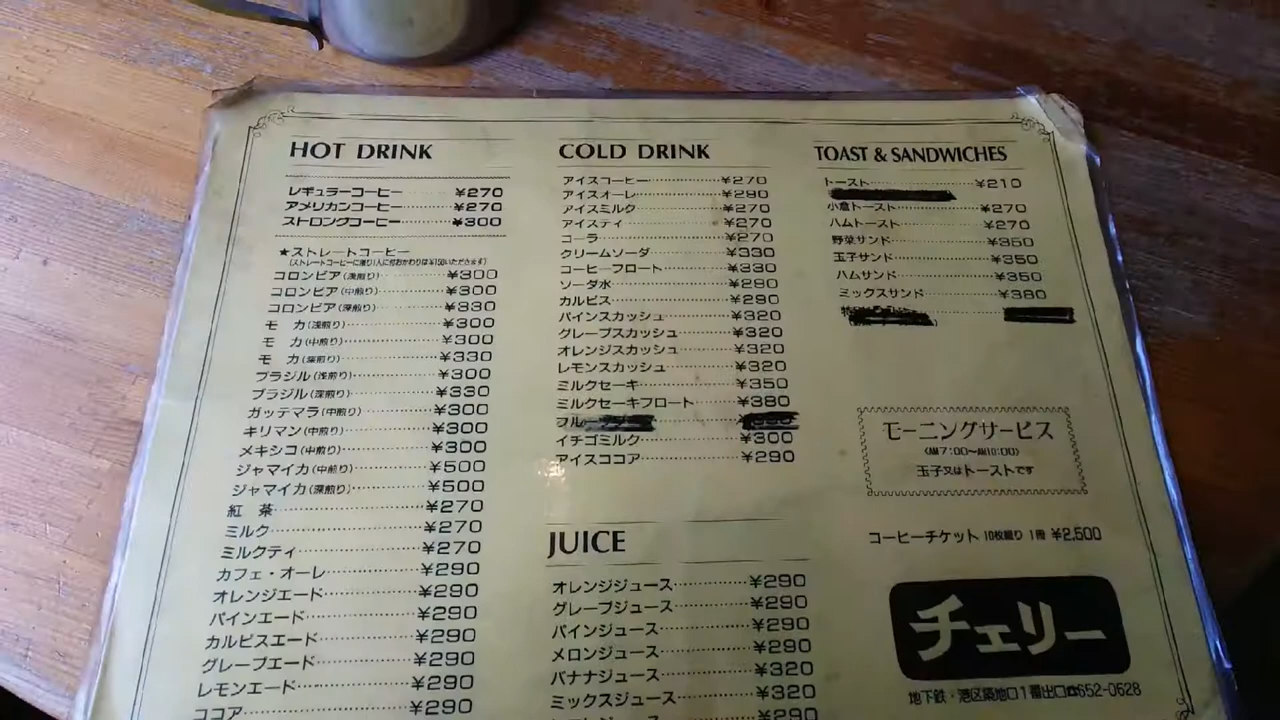 HOT DRINK
レギュラーコーヒー ¥270
アメリカンコーヒー ¥270
ストロングコーヒー ¥300
★ストレートコーヒー
コロンビア(浅煎り) ¥300
コロンビア(中煎り) ¥300
コロンビア(深煎り) ¥330
モ カ(浅煎り) ¥300
モ カ(中煎り) ¥300
モ カ(深煎り) ¥330
ブラジル(浅煎り) ¥300
ブラジル(深煎り) ¥330
ガッテマラ(中煎り) ¥300
キリマン(中煎り) ¥300
メキシコ(中煎り) ¥300
ジャマイカ(中煎り) ¥500
ジャマイカ(深煎り) ¥500
紅 茶 ¥270
ミルク ¥270
ミルクティ ¥270
カフェ・オーレ ¥290
オレンジエード ¥290
パインエード ¥290
カルピスエード ¥290
グレープエード ¥290
レモンエード ¥290
ココア ¥290
COLD DRINK
アイスコーヒー ¥270
アイスオーレ ¥290
アイスミルク ¥270
アイスティ ¥270
コーラ ¥270
クリームソーダ ¥330
コーヒーフロート ¥330
ソーダ水 ¥290
カルピス ¥290
パインスカッシュ ¥320
グレープスカッシュ ¥320
オレンジスカッシュ ¥320
レモンスカッシュ ¥320
ミルクセーキ ¥350
ミルクセーキフロート ¥380
フル
イチゴミルク ¥300
アイスココア ¥290
JUICE
オレンジジュース ¥290
グレープジュース ¥290
パインジュース ¥290
メロンジュース ¥290
バナナジュース ¥320
ミックスジュース ¥320
¥290
TOAST & SANDWICHES
トースト ¥210
小倉トースト ¥270
ハムトースト ¥270
野菜サンド ¥350
玉子サンド ¥350
ハムサンド ¥350
ミックスサンド ¥380
モーニングサービス
(AM7:00〜AM10:00)
玉子又はトーストです
コーヒーチケット 10枚綴り 1冊 ¥2,500
チェリー
地下鉄・港区築地口1番出口☎652-0628